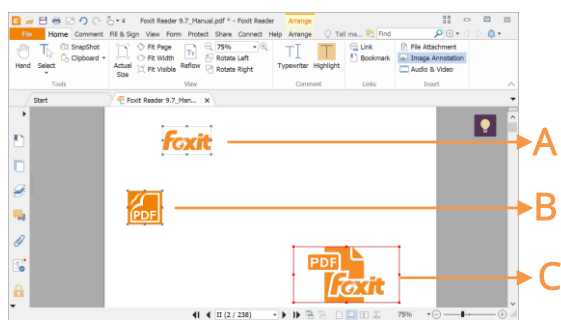 Foxit Reader 9.7_Manual.pdf * - Foxit Reader Arrange
File Home Comment Fill & Sign View Form Protect Share Connect Help Arrange Tell me... Find
Hand Select SnapShot Clipboard Actual Size Fit Page Fit Width Fit Visible Reflow 75% Rotate Left Rotate Right Typewriter Highlight Link Bookmark File Attachment Image Annotation Audio & Video
Tools View Comment Links Insert
Start Foxit Reader 9.7_Man... x
foxit A
PDF B
PDF foxit C
II (2 / 238) 75%